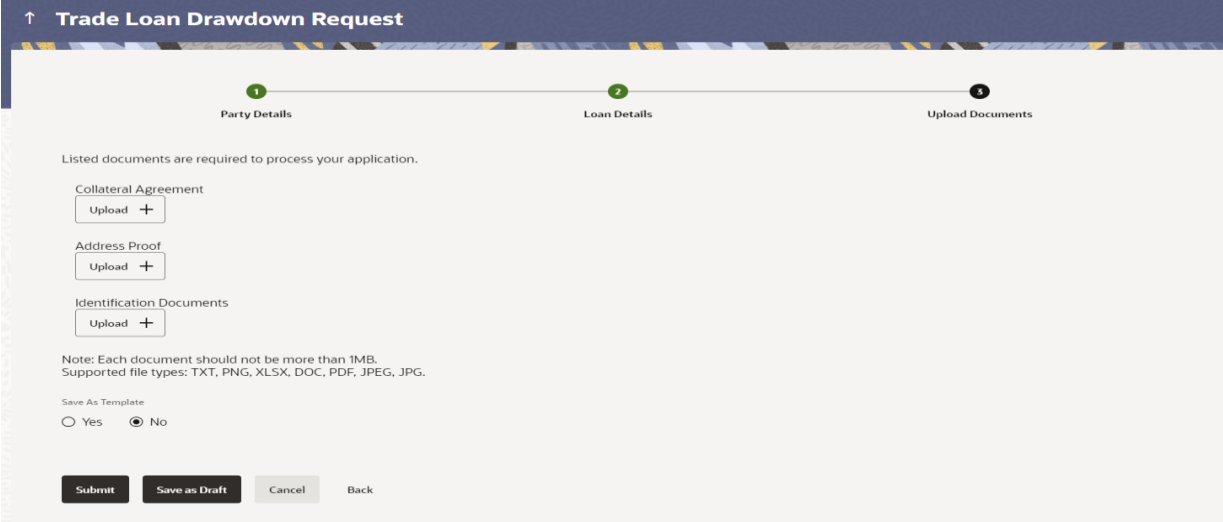 Trade Loan Drawdown Request
1 2 3
Party Details Loan Details Upload Documents
Listed documents are required to process your application.
Collateral Agreement
Upload
Address Proof
Upload
Identification Documents
Upload
Note: Each document should not be more than 1MB.
Supported file types: TXT, PNG, XLSX, DOC, PDF, JPEG, JPG.
Save As Template
Yes No
Submit Save as Draft Cancel Back